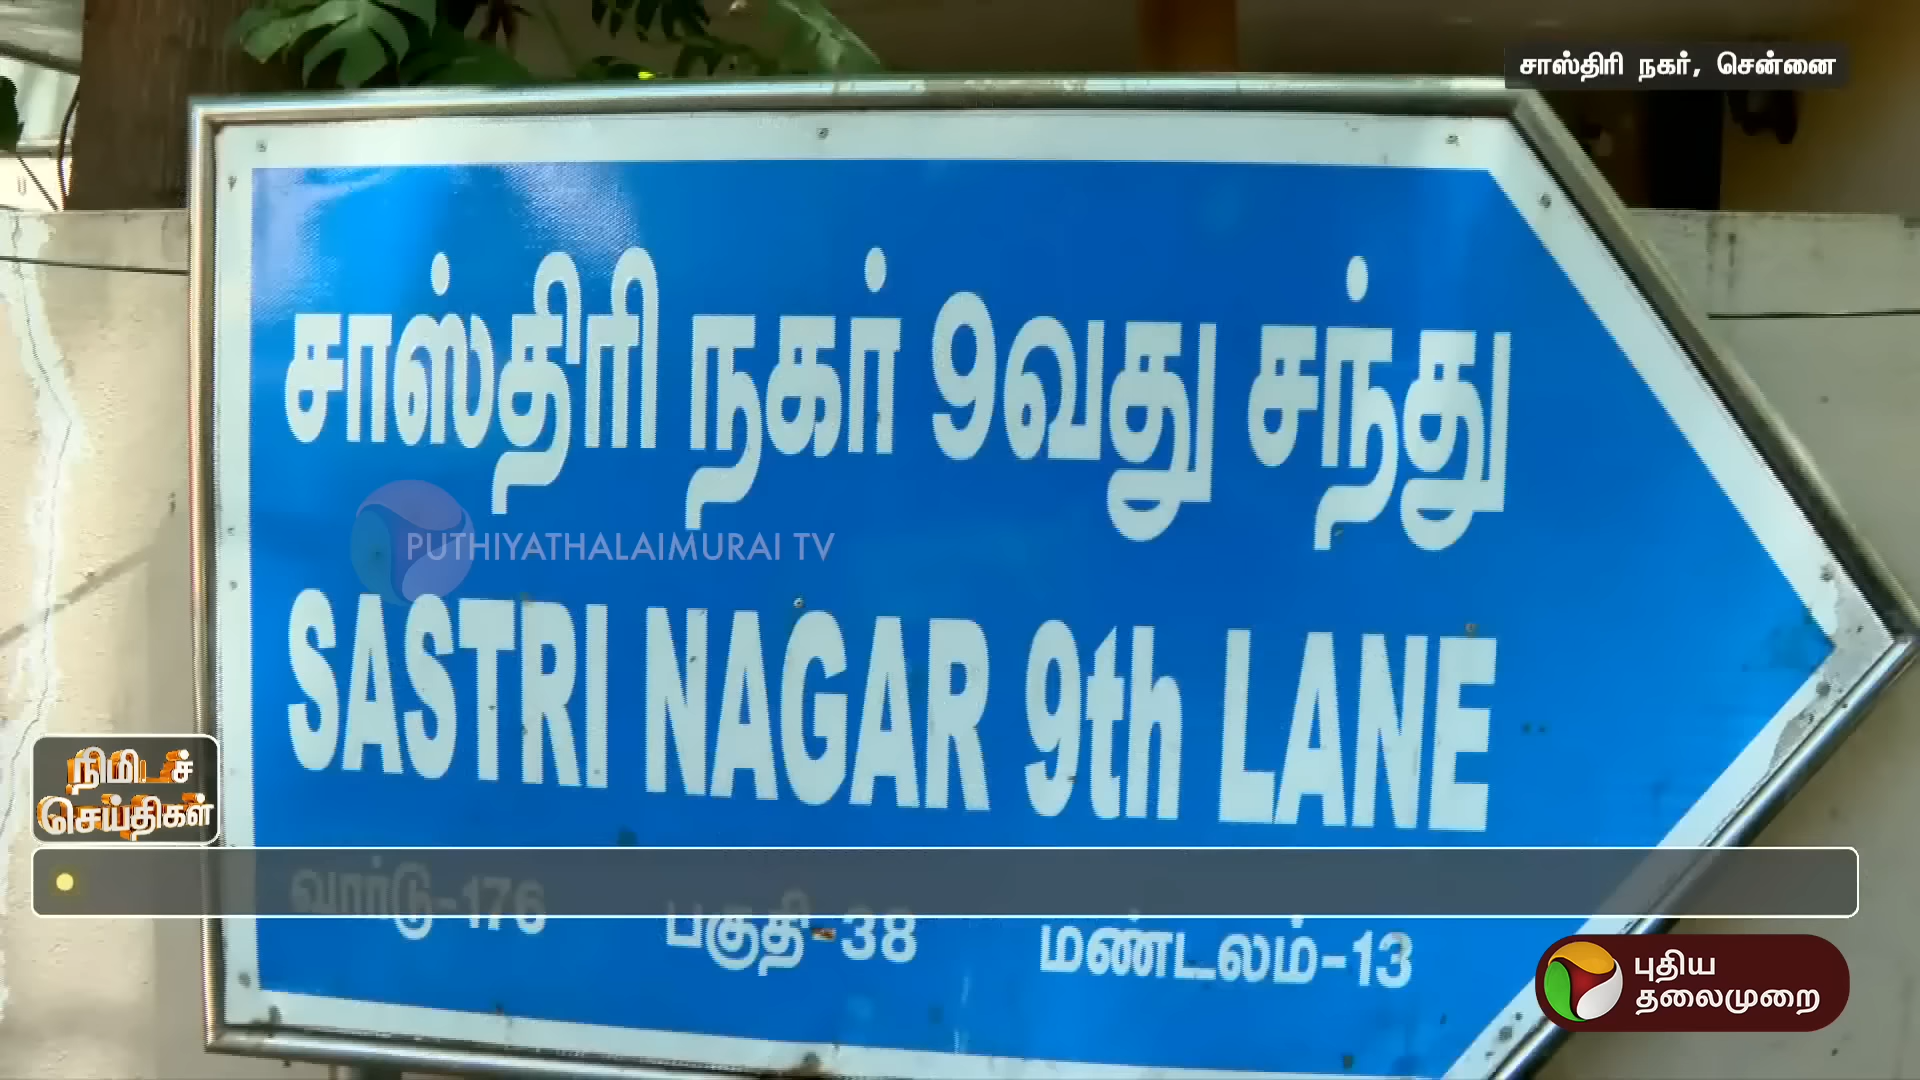 சாஸ்திரி நகர், சென்னை
சாஸ்திரி நகர் 9வது சந்து
PUTHIYATHALAIMURAI TV
SASTRI NAGAR 9th LANE
நிமிடச்
செய்திகள்
வார்டு-176 பகுதி-38 மண்டலம்-13
புதிய
தலைமுறை